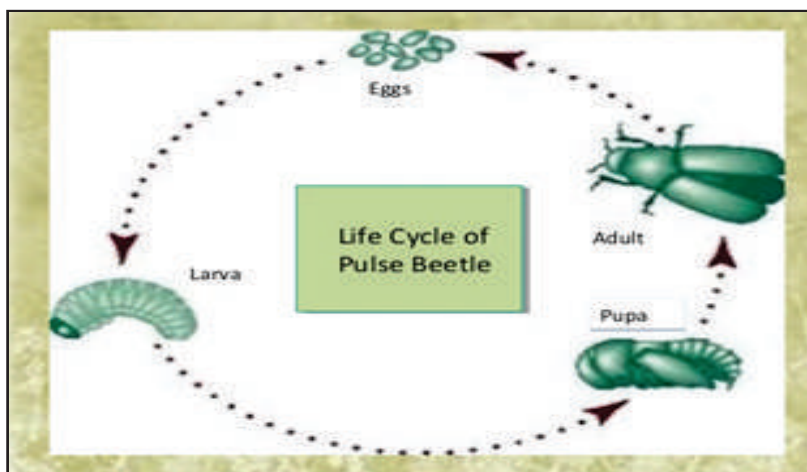 Eggs
Life Cycle of
Pulse Beetle
Adult
Larva
Pupa